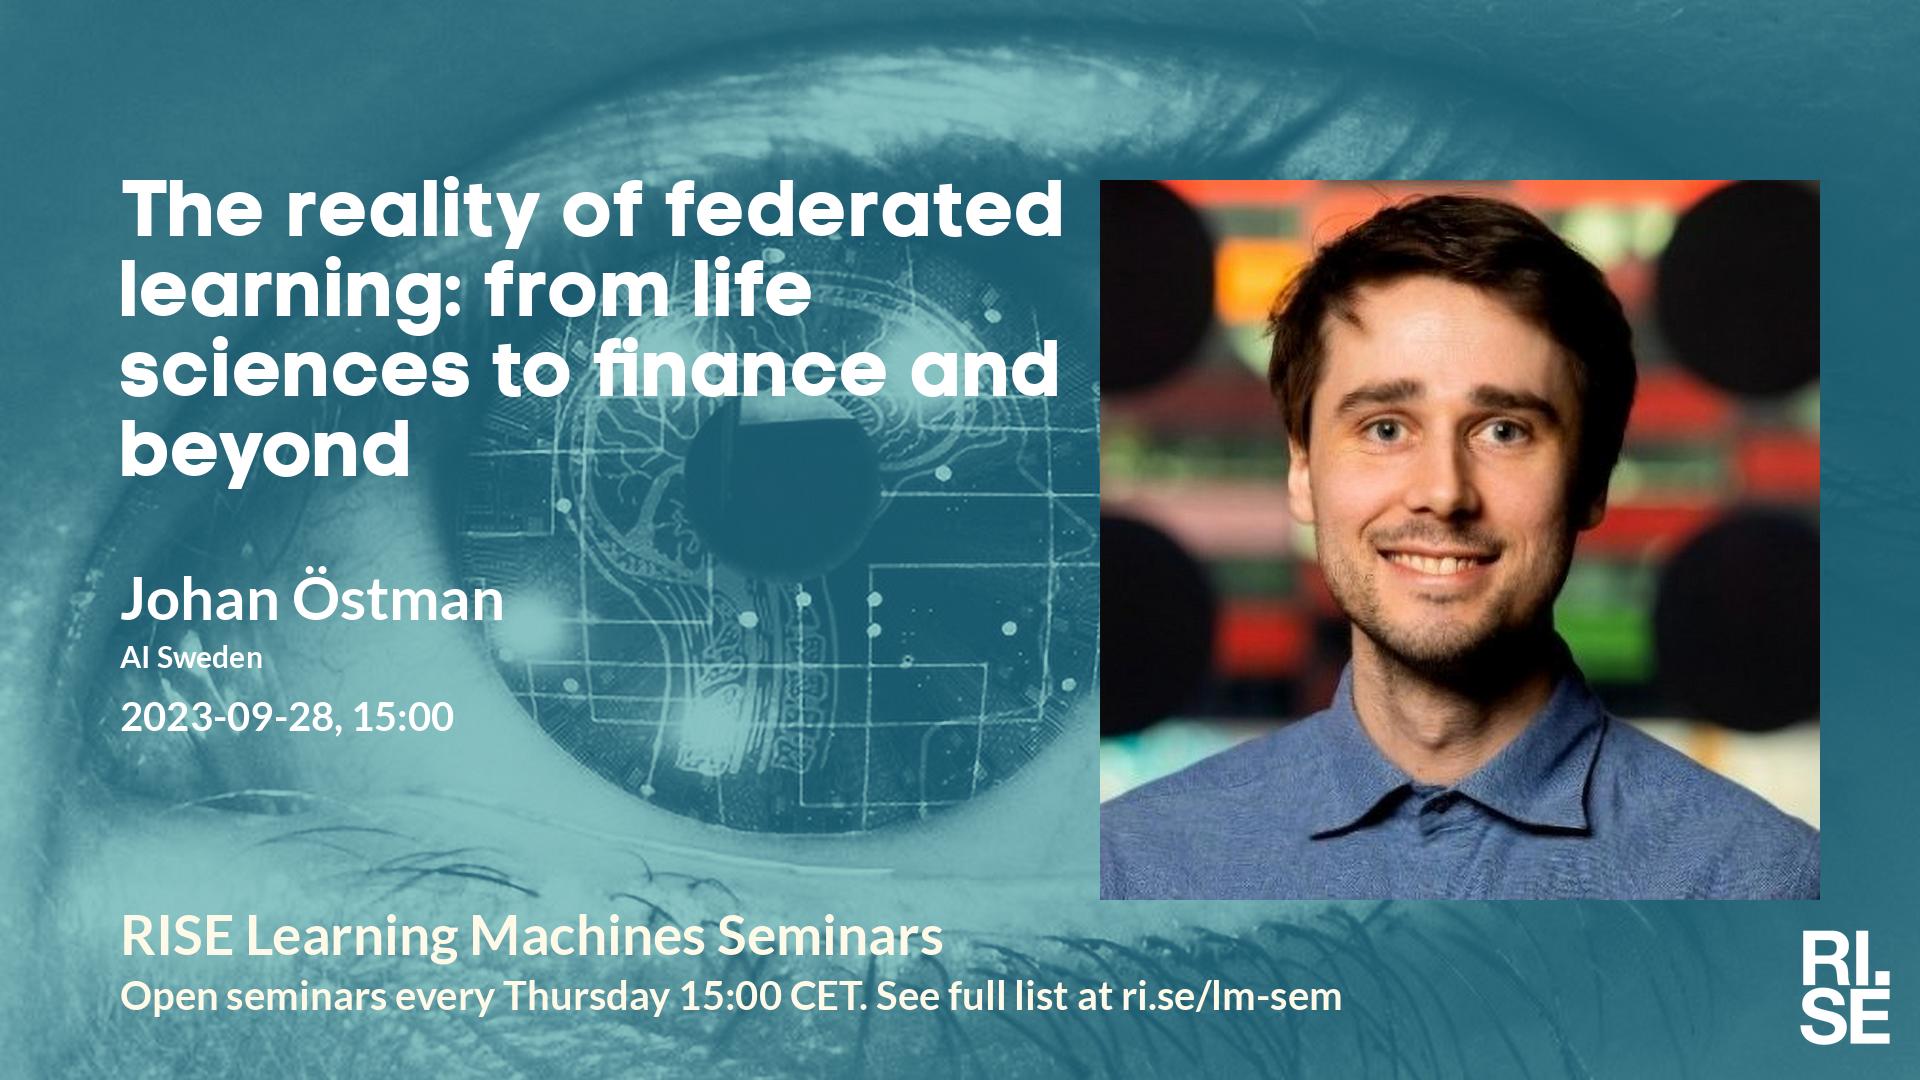 The reality of federated
learning: from life
sciences to finance and
beyond
Johan Östman
AI Sweden
2023-09-28, 15:00
RISE Learning Machines Seminars
Open seminars every Thursday 15:00 CET. See full list at ri.se/lm-sem
RI.
SE